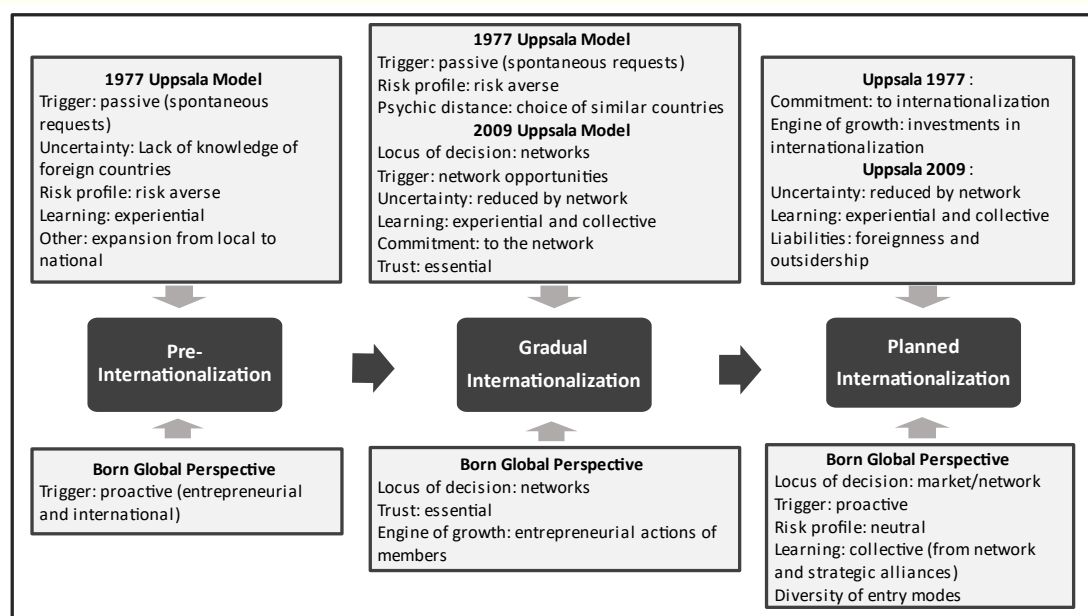 1977 Uppsala Model
Trigger: passive (spontaneous
requests)
Uncertainty: Lack of knowledge of
foreign countries
Risk profile: risk averse
Learning: experiential
Other: expansion from local to
national
1977 Uppsala Model
Trigger: passive (spontaneous requests)
Risk profile: risk averse
Psychic distance: choice of similar countries
2009 Uppsala Model
Locus of decision: networks
Trigger: network opportunities
Uncertainty: reduced by network
Learning: experiential and collective
Commitment: to the network
Trust: essential
Uppsala 1977 :
Commitment: to internationalization
Engine of growth: investments in
internationalization
Uppsala 2009 :
Uncertainty: reduced by network
Learning: experiential and collective
Liabilities: foreignness and
outsidership
Pre-
Internationalization
Gradual
Internationalization
Planned
Internationalization
Born Global Perspective
Trigger: proactive (entrepreneurial
and international)
Born Global Perspective
Locus of decision: networks
Trust: essential
Engine of growth: entrepreneurial actions of
members
Born Global Perspective
Locus of decision: market/network
Trigger: proactive
Risk profile: neutral
Learning: collective (from network
and strategic alliances)
Diversity of entry modes